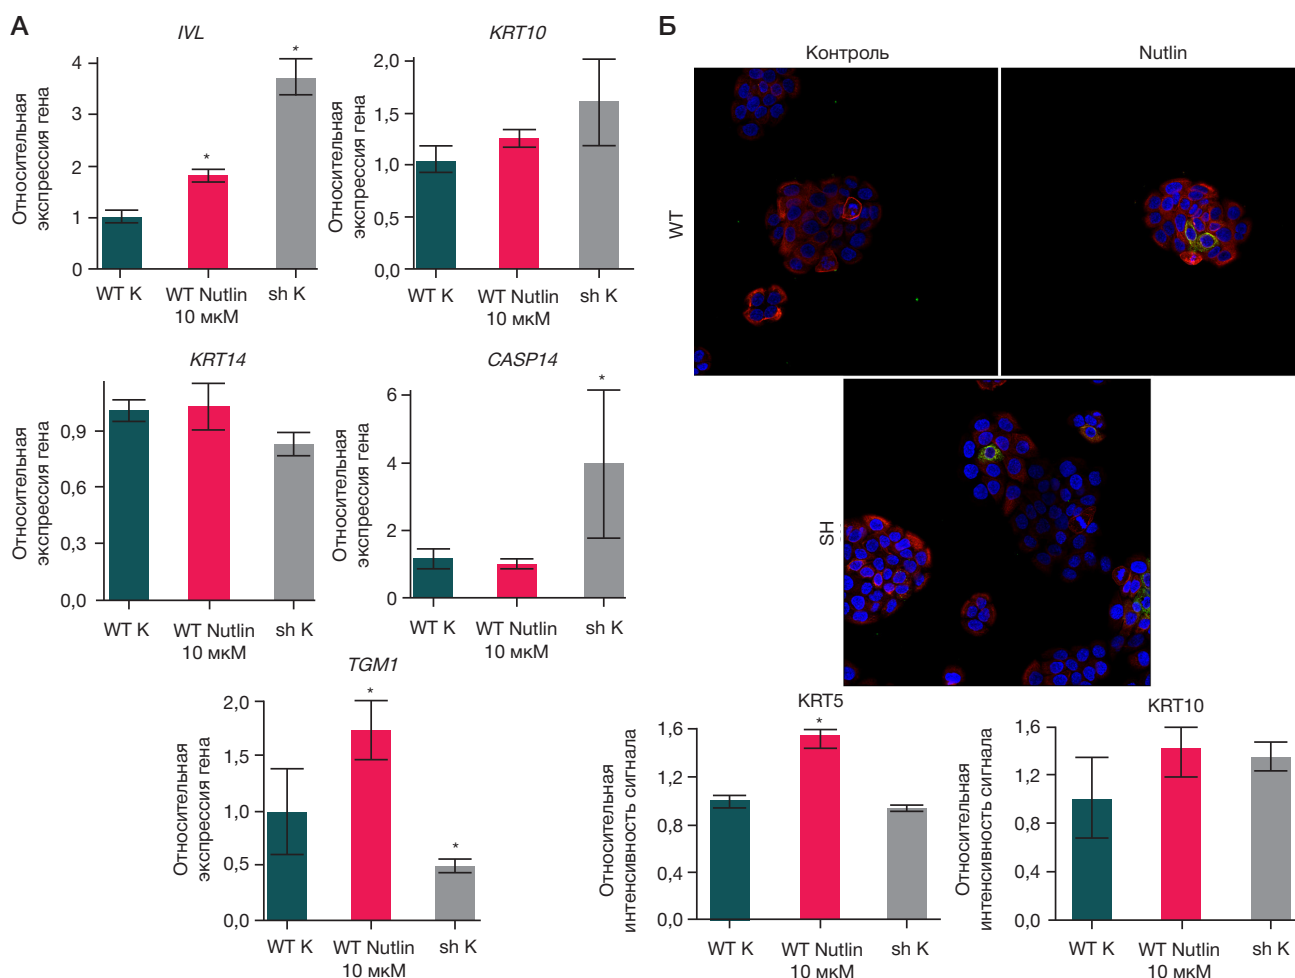 А
IVL
Относительная
экспрессия гена
4
3
2
1
0
*
*
WT K
WT Nutlin
10 мкМ
sh K
KRT10
Относительная
экспрессия гена
2,0
1,5
1,0
0,5
0,0
WT K
WT Nutlin
10 мкМ
sh K
KRT14
Относительная
экспрессия гена
0,9
0,6
0,3
0,0
WT K
WT Nutlin
10 мкМ
sh K
CASP14
Относительная
экспрессия гена
6
4
2
0
*
WT K
WT Nutlin
10 мкМ
sh K
TGM1
Относительная
экспрессия гена
2,0
1,5
1,0
0,5
0,0
*
*
WT K
WT Nutlin
10 мкМ
sh K
Б
Контроль
Nutlin
WT
SH
KRT5
Относительная
интенсивность сигнала
1,6
1,2
0,8
0,4
0,0
*
WT K
WT Nutlin
10 мкМ
sh K
KRT10
Относительная
интенсивность сигнала
1,6
1,2
0,8
0,4
0,0
WT K
WT Nutlin
10 мкМ
sh K